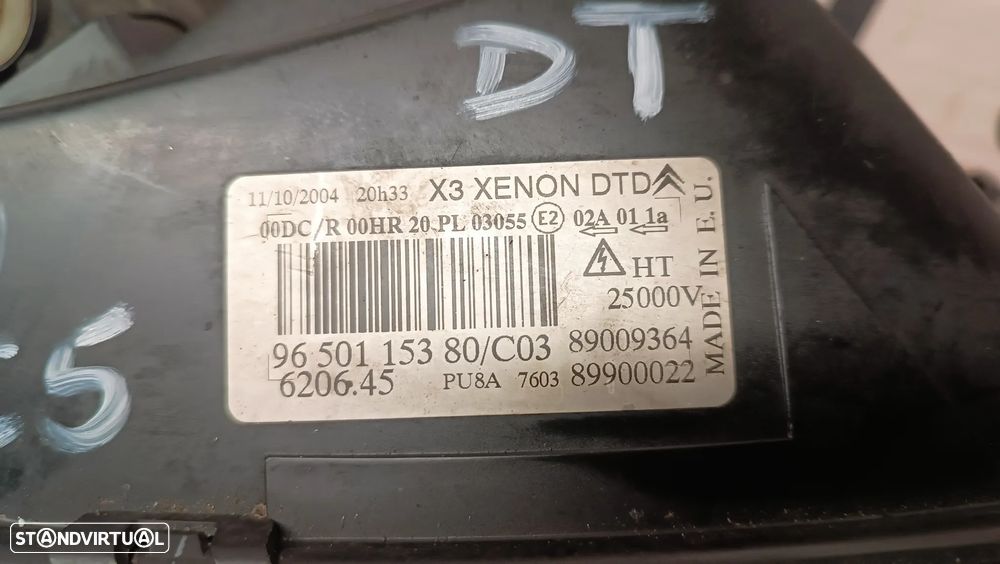 DT
11/10/2004 20h33 X3 XENON DTD
00DC/R 00HR 20 PL 03055 E2 02A 01 1a
HT
25000V
96 501 153 80/C03 89009364
6206.45 PU8A 7603 89900022
MADE IN E. U.
C5
STANDVIRTUAL